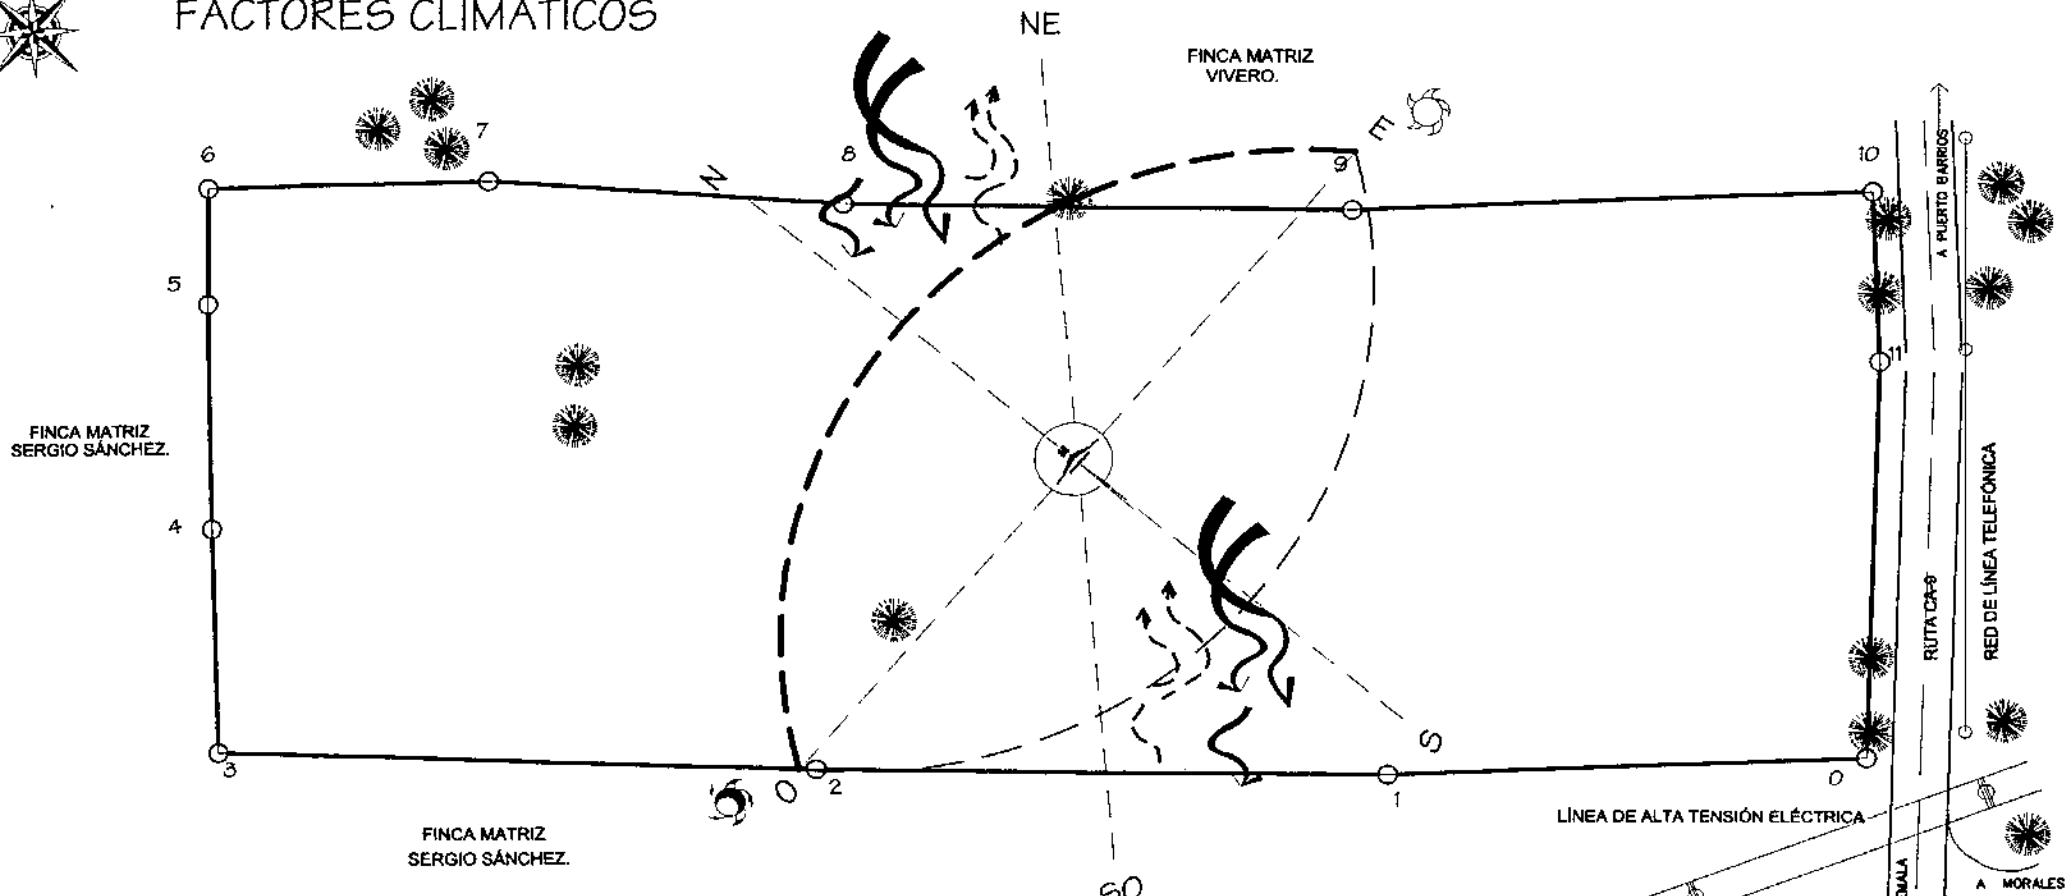 FACTORES CLIMÁTICOS
NE
FINCA MATRIZ
VIVERO.
E
N
6
7
8
9
10
5
A PUERTO BARRIOS
11
FINCA MATRIZ
SERGIO SÁNCHEZ.
4
RUTA CA-9
RED DE LÍNEA TELEFÓNICA
S
3
O
2
1
0
LÍNEA DE ALTA TENSIÓN ELÉCTRICA
FINCA MATRIZ
SERGIO SÁNCHEZ.
SO
A MORALES